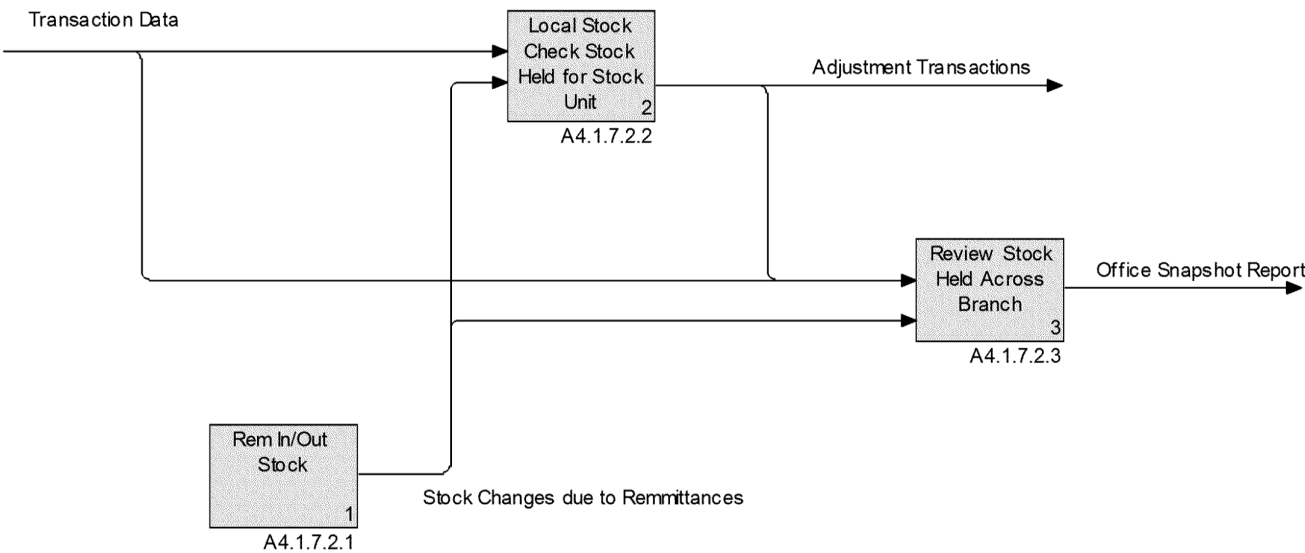 Transaction Data
Local Stock
Check Stock
Held for Stock
Unit
2
A4.1.7.2.2
Adjustment Transactions
Review Stock
Held Across
Branch
3
A4.1.7.2.3
Office Snapshot Report
Rem In/Out
Stock
1
A4.1.7.2.1
Stock Changes due to Remmittances